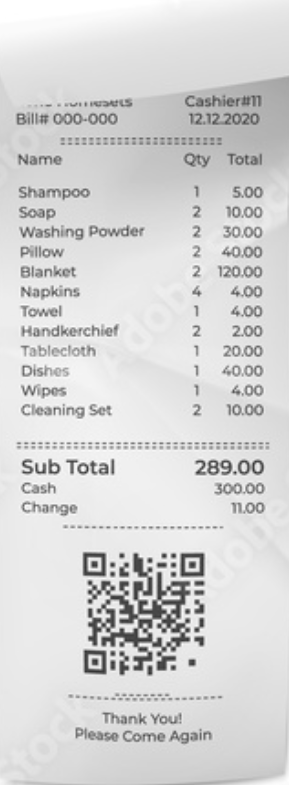 Homesets Cashier#11
Bill# 000-000 12.12.2020
Name Qty Total
Shampoo 1 5.00
Soap 2 10.00
Washing Powder 2 30.00
Pillow 2 40.00
Blanket 2 120.00
Napkins 4 4.00
Towel 1 4.00
Handkerchief 2 2.00
Tablecloth 1 20.00
Dishes 1 40.00
Wipes 1 4.00
Cleaning Set 2 10.00
Sub Total 289.00
Cash 300.00
Change 11.00
Thank You!
Please Come Again